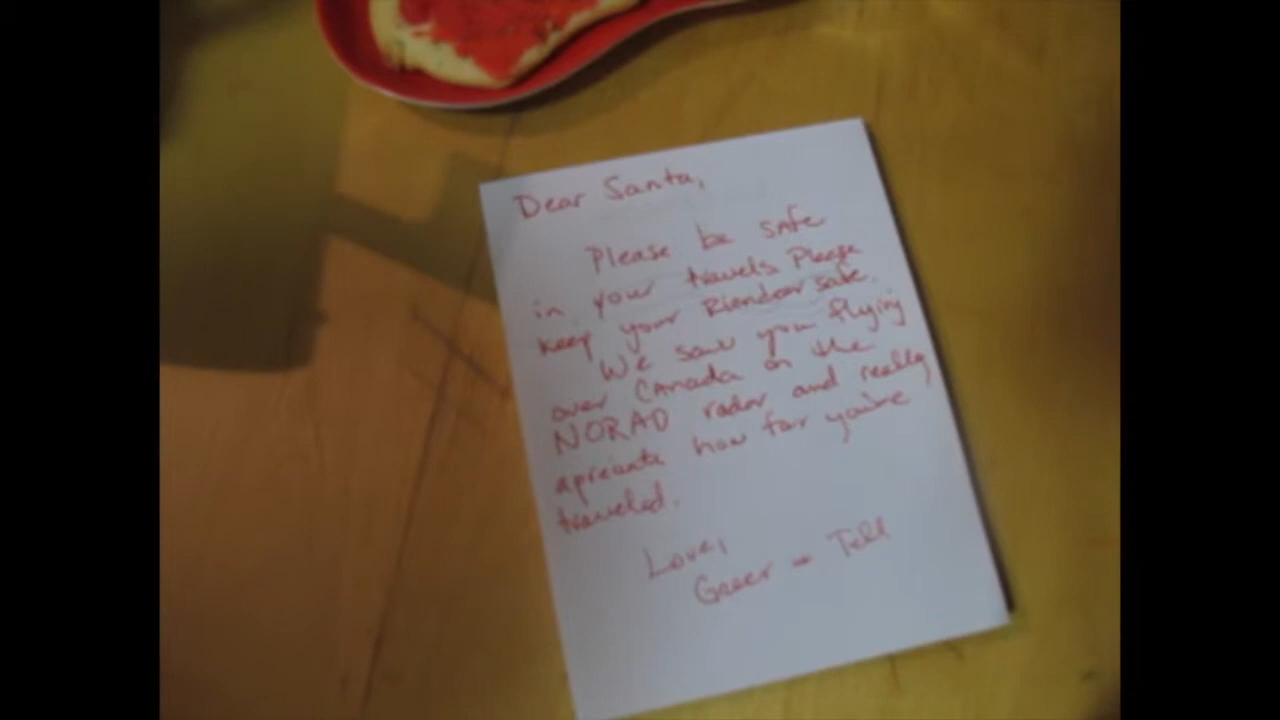 Dear Santa,
Please be safe
in your travels. Please
keep your Riendeer safe.
We saw you flying
over Canada on the
NORAD radar and really
apreciate how far you've
traveled.
Love,
Greer + Tell